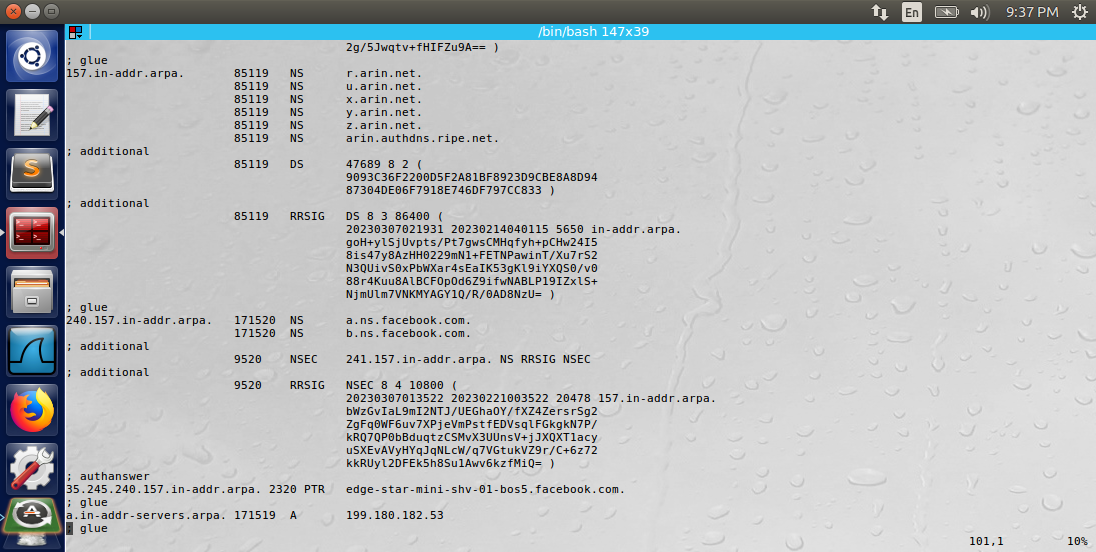 En 9:37 PM
/bin/bash 147x39
2g/5Jwqtv+fHIFZu9A== )
; glue
157.in-addr.arpa. 85119 NS r.arin.net.
85119 NS u.arin.net.
85119 NS x.arin.net.
85119 NS y.arin.net.
85119 NS z.arin.net.
85119 NS arin.authdns.ripe.net.
; additional
85119 DS 47689 8 2 (
9093C36F2200D5F2A81BF8923D9CBE8A8D94
87304DE06F7918E746DF797CC833 )
; additional
85119 RRSIG DS 8 3 86400 (
20230307021931 20230214040115 5650 in-addr.arpa.
goH+ylSjUvpts/Pt7gwsCMHqfyh+pCHw24I5
8is47y8AzHH0229mN1+FETNPawinT/Xu7rS2
N3QUivS0xPbWXar4sEaIK53gKl9iYXQS0/v0
88r4Kuu8AlBCFOpOd6Z9ifwNABLP19IZxlS+
NjmUlm7VNKMYAGY1Q/R/0AD8NzU= )
; glue
240.157.in-addr.arpa. 171520 NS a.ns.facebook.com.
171520 NS b.ns.facebook.com.
; additional
9520 NSEC 241.157.in-addr.arpa. NS RRSIG NSEC
; additional
9520 RRSIG NSEC 8 4 10800 (
20230307013522 20230221003522 20478 157.in-addr.arpa.
bWzGvIaL9mI2NTJ/UEGhaOY/fXZ4ZersrSg2
ZgFq0WF6uv7XPjeVmPstfEDVsqlFGkgkN7P/
kRQ7QP0bBduqtzCSMvX3UUnsV+jJXQXT1acy
uSXEvAVyHYqJqNLcW/q7VGtukVZ9r/C+6z72
kkRUyl2DFEk5h8Su1Awv6kzfMiQ= )
; authanswer
35.245.240.157.in-addr.arpa. 2320 PTR edge-star-mini-shv-01-bos5.facebook.com.
; glue
a.in-addr-servers.arpa. 171519 A 199.180.182.53
; glue
101,1 10%